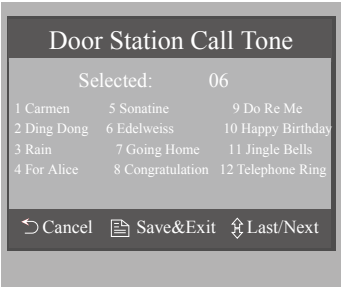 Door Station Call Tone
Selected: 06
1 Carmen 5 Sonatine 9 Do Re Me
2 Ding Dong 6 Edelweiss 10 Happy Birthday
3 Rain 7 Going Home 11 Jingle Bells
4 For Alice 8 Congratulation 12 Telephone Ring
Cancel Save&Exit Last/Next